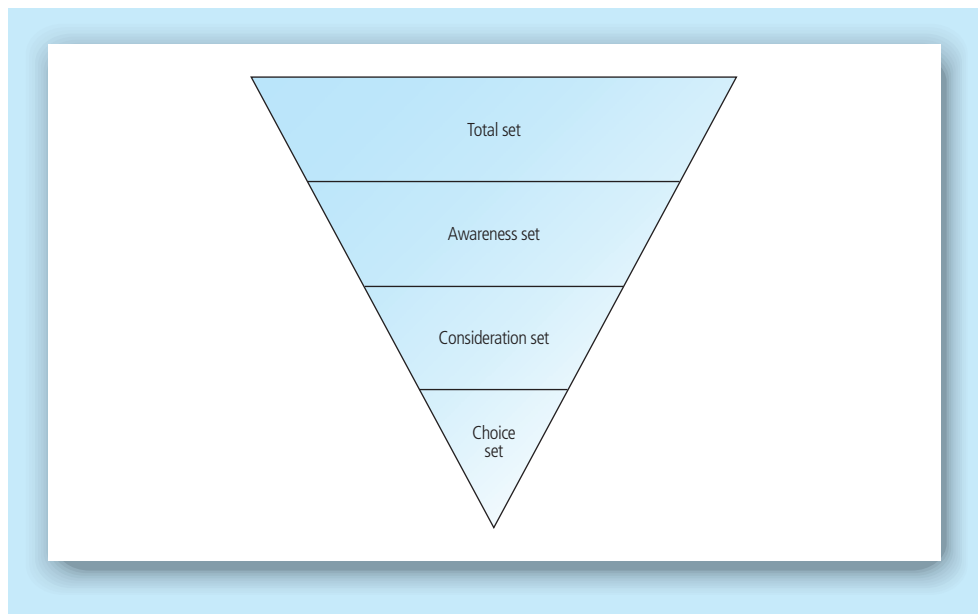 Total set
Awareness set
Consideration set
Choice
set